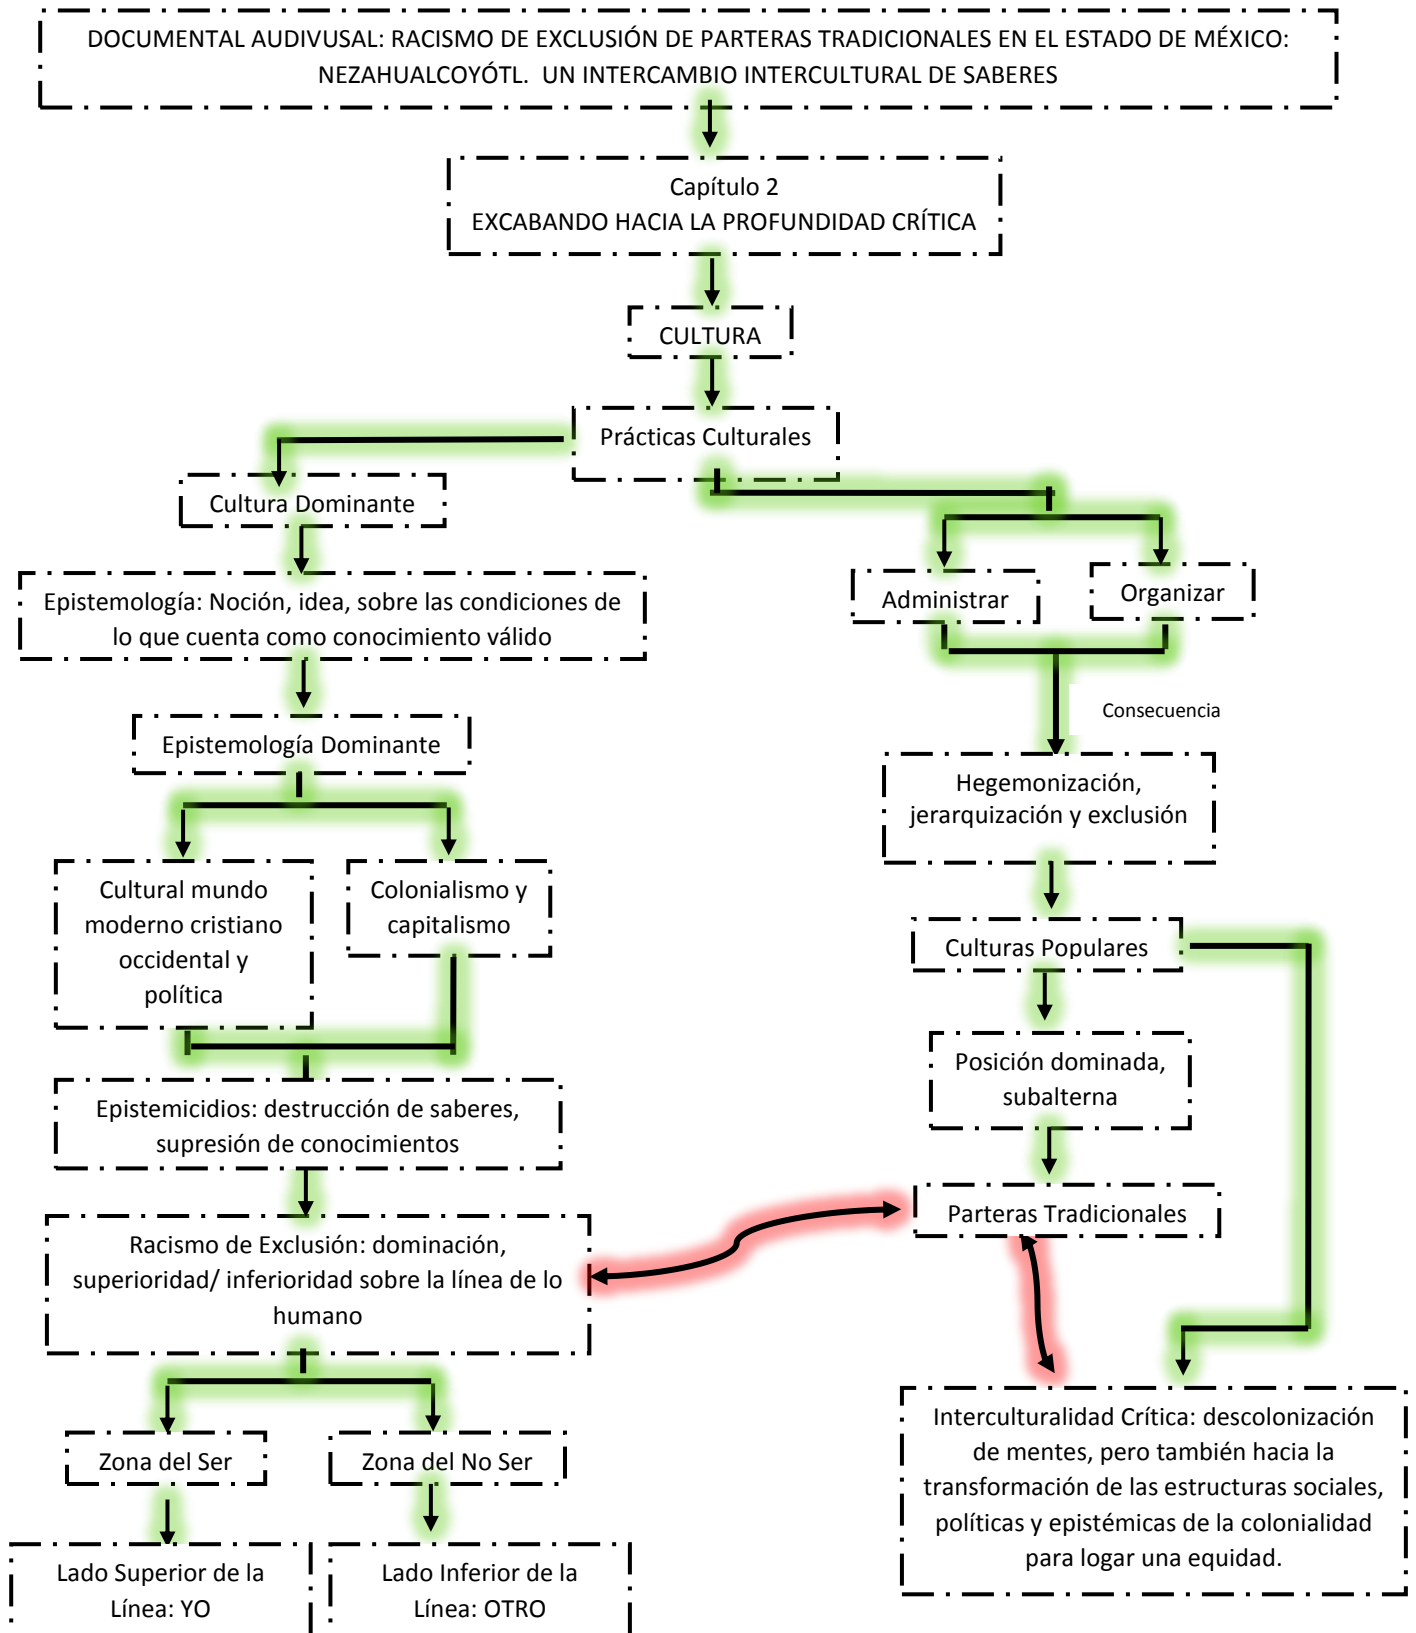 DOCUMENTAL AUDIVUSAL: RACISMO DE EXCLUSIÓN DE PARTERAS TRADICIONALES EN EL ESTADO DE MÉXICO:
NEZAHUALCOYÓTL.  UN INTERCAMBIO INTERCULTURAL DE SABERES
Capítulo 2
EXCABANDO HACIA LA PROFUNDIDAD CRÍTICA
CULTURA
Prácticas Culturales
Cultura Dominante
Epistemología: Noción, idea, sobre las condiciones de
lo que cuenta como conocimiento válido
Epistemología Dominante
Cultural mundo
moderno cristiano
occidental y
política
Colonialismo y
capitalismo
Epistemicidios: destrucción de saberes,
supresión de conocimientos
Racismo de Exclusión: dominación,
superioridad/ inferioridad sobre la línea de lo
humano
Zona del Ser
Zona del No Ser
Lado Superior de la
Línea: YO
Lado Inferior de la
Línea: OTRO
Administrar
Organizar
Consecuencia
Hegemonización,
jerarquización y exclusión
Culturas Populares
Posición dominada,
subalterna
Parteras Tradicionales
Interculturalidad Crítica: descolonización
de mentes, pero también hacia la
transformación de las estructuras sociales,
políticas y epistémicas de la colonialidad
para logar una equidad.